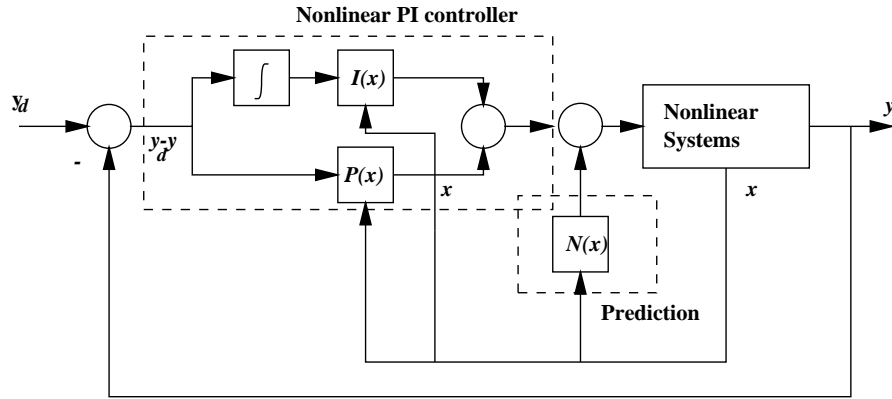 Nonlinear PI controller
∫
I(x)
y_d
y_d-y
-
P(x)
x
Nonlinear
Systems
y
x
N(x)
Prediction